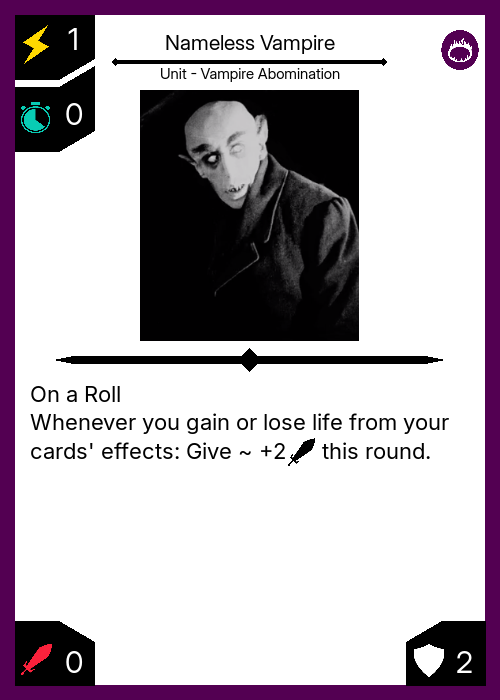 1
Nameless Vampire
Unit - Vampire Abomination
0
On a Roll
Whenever you gain or lose life from your
cards' effects: Give ~ +2 this round.
0
2